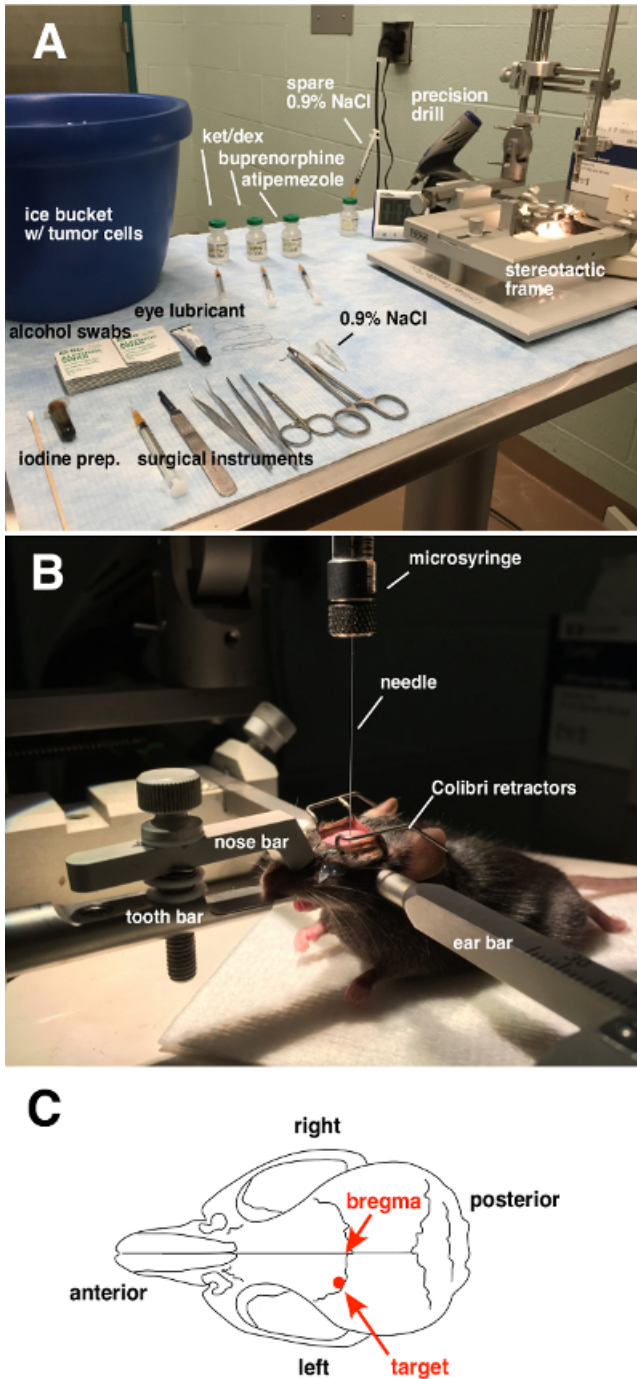 A
spare
0.9% NaCl
precision
drill
ket/dex
buprenorphine
atipemezole
ice bucket
w/ tumor cells
stereotactic
frame
eye lubricant
alcohol swabs
0.9% NaCl
iodine prep.
surgical instruments
B
microsyringe
needle
Colibri retractors
nose bar
tooth bar
ear bar
C
right
bregma
posterior
anterior
left
target